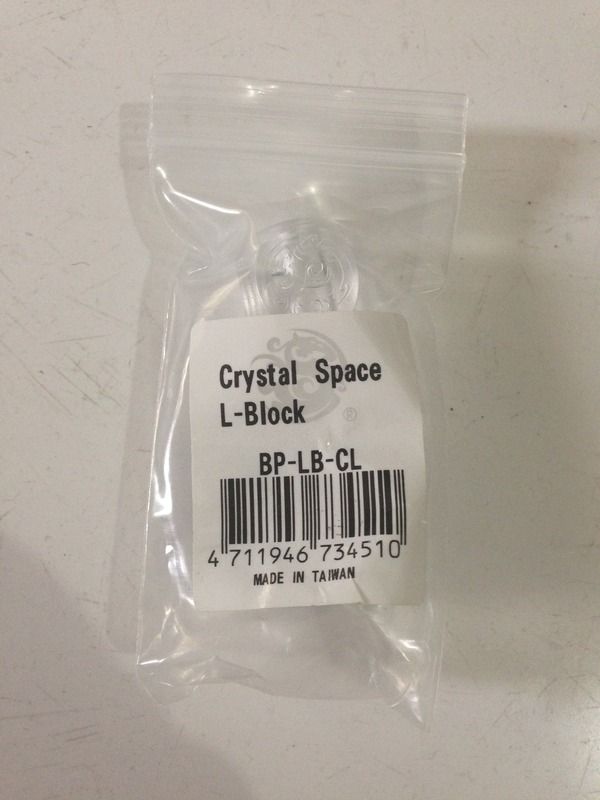 Crystal Space
L-Block
®
BP-LB-CL
4 711946 734510
MADE IN TAIWAN